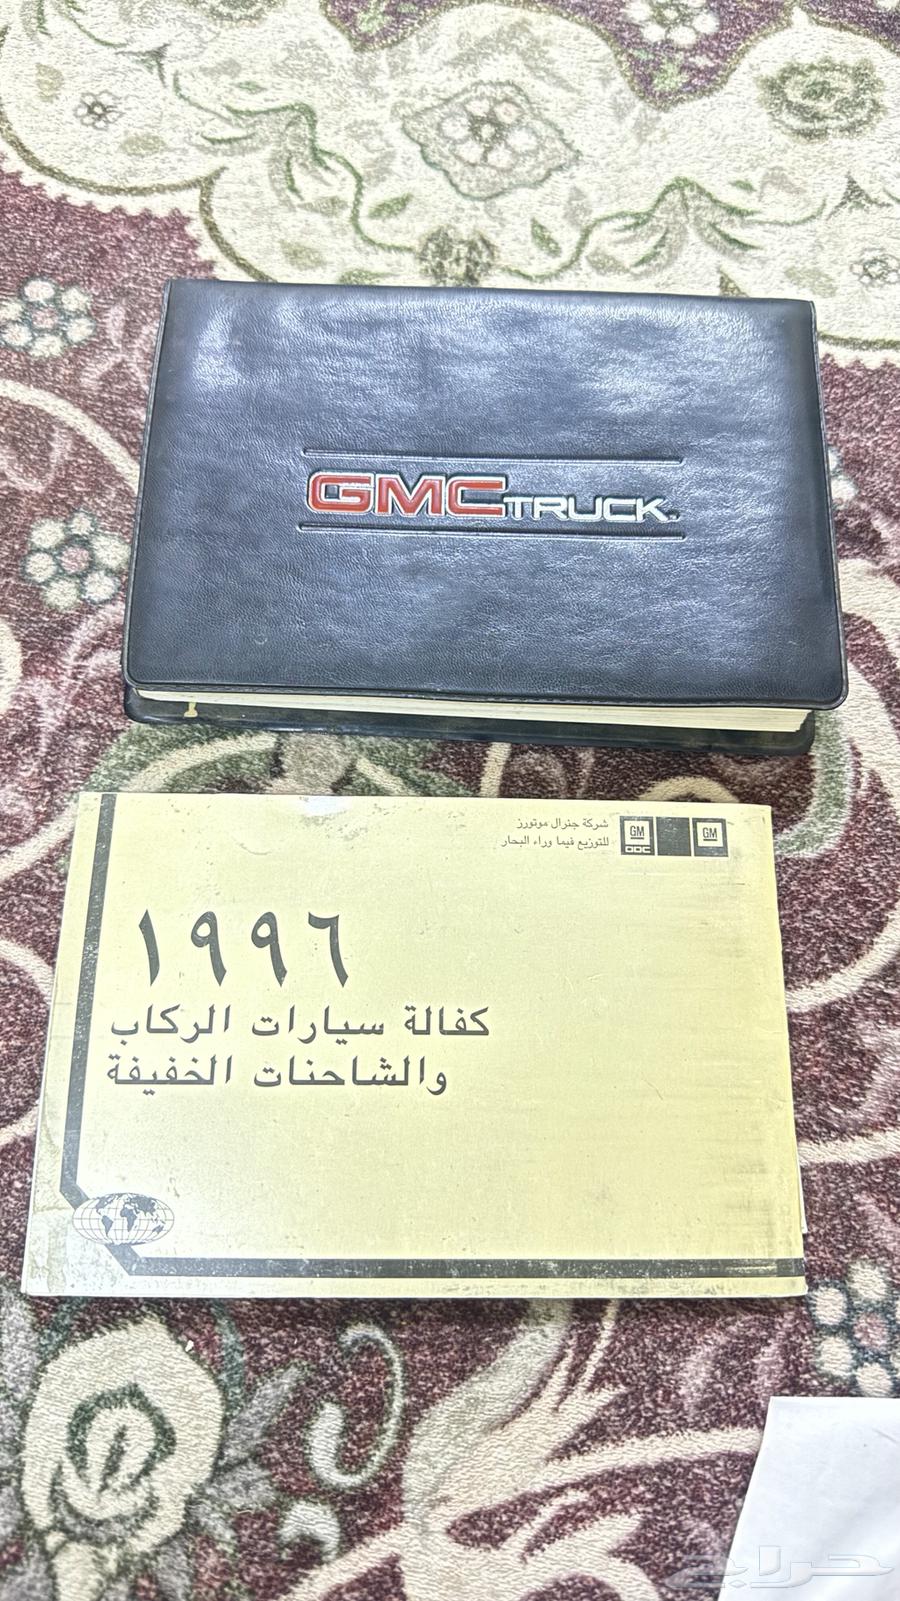 GMC TRUCK
شركة جنرال موتورز
للتوزيع فيما وراء البحار
GM
ODC
GM
١٩٩٦
كفالة سيارات الركاب
والشاحنات الخفيفة
حراج